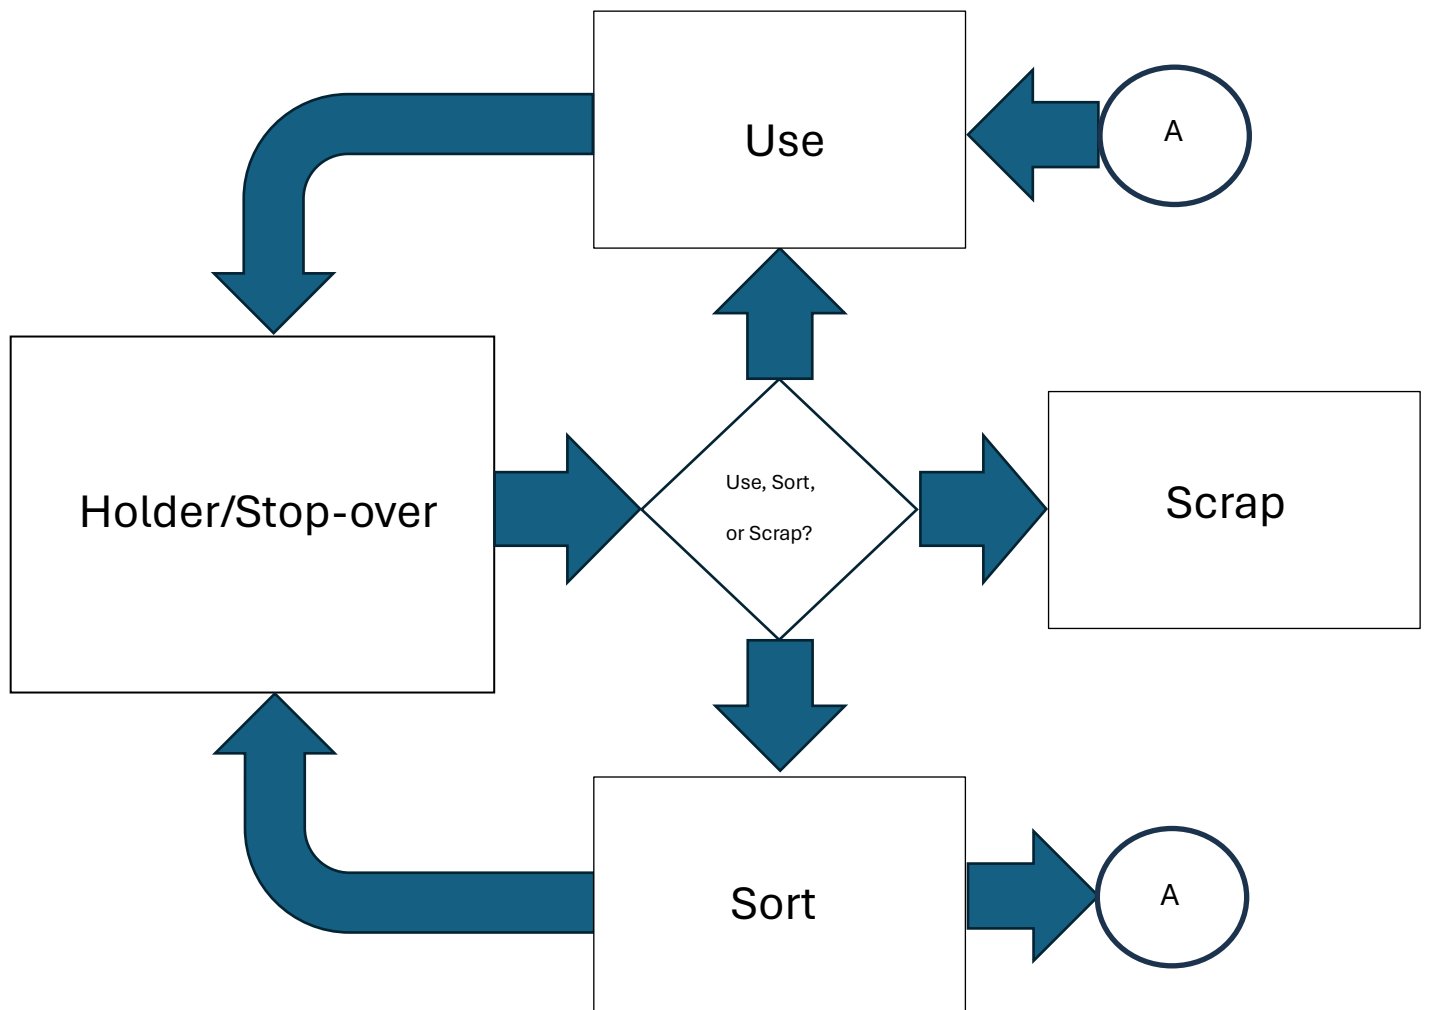 Use
A
Use, Sort,
or Scrap?
Scrap
Holder/Stop-over
Sort
A